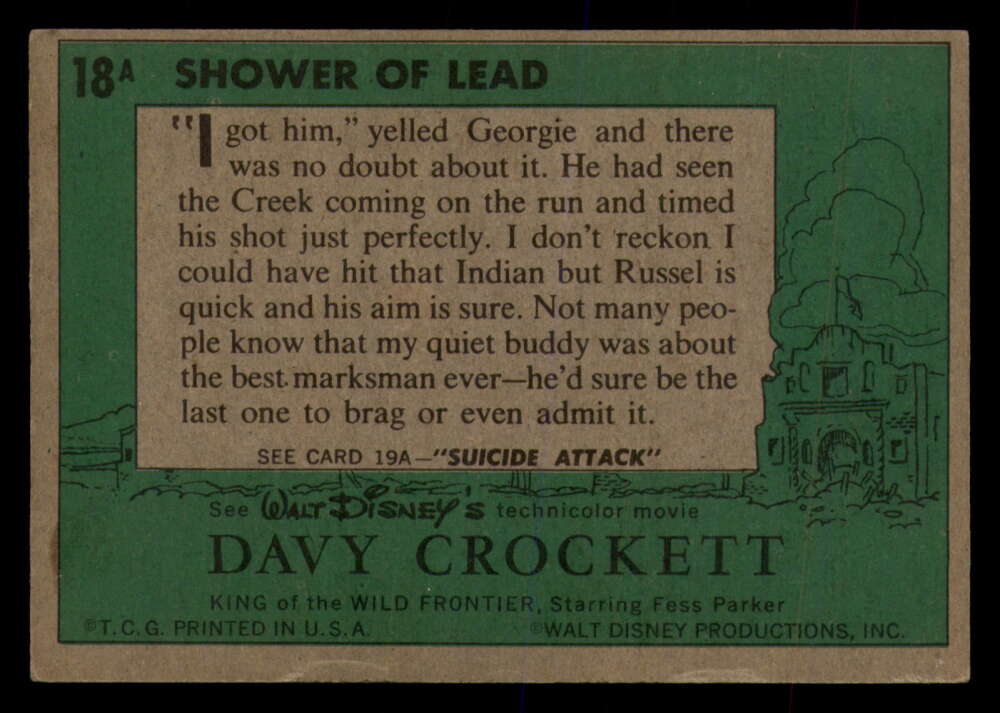 18A SHOWER OF LEAD
"I got him," yelled Georgie and there
was no doubt about it. He had seen
the Creek coming on the run and timed
his shot just perfectly. I don't reckon I
could have hit that Indian but Russel is
quick and his aim is sure. Not many peo-
ple know that my quiet buddy was about
the best marksman ever—he'd sure be the
last one to brag or even admit it.
SEE CARD 19A—"SUICIDE ATTACK"
See WALT DISNEY'S technicolor movie
DAVY CROCKETT
KING of the WILD FRONTIER, Starring Fess Parker
©T.C.G. PRINTED IN U.S.A. ©WALT DISNEY PRODUCTIONS, INC.